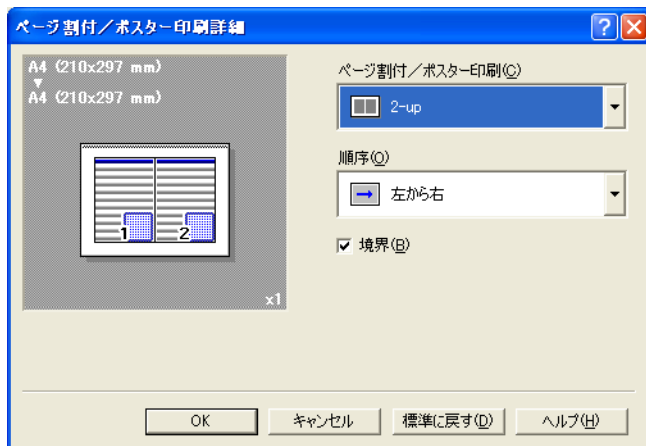 ページ割付／ポスター印刷詳細
A4 (210x297 mm)
A4 (210x297 mm)
1 2
x1
ページ割付／ポスター印刷(C)
2-up
順序(O)
左から右
境界(B)
OK キャンセル 標準に戻す(D) ヘルプ(H)